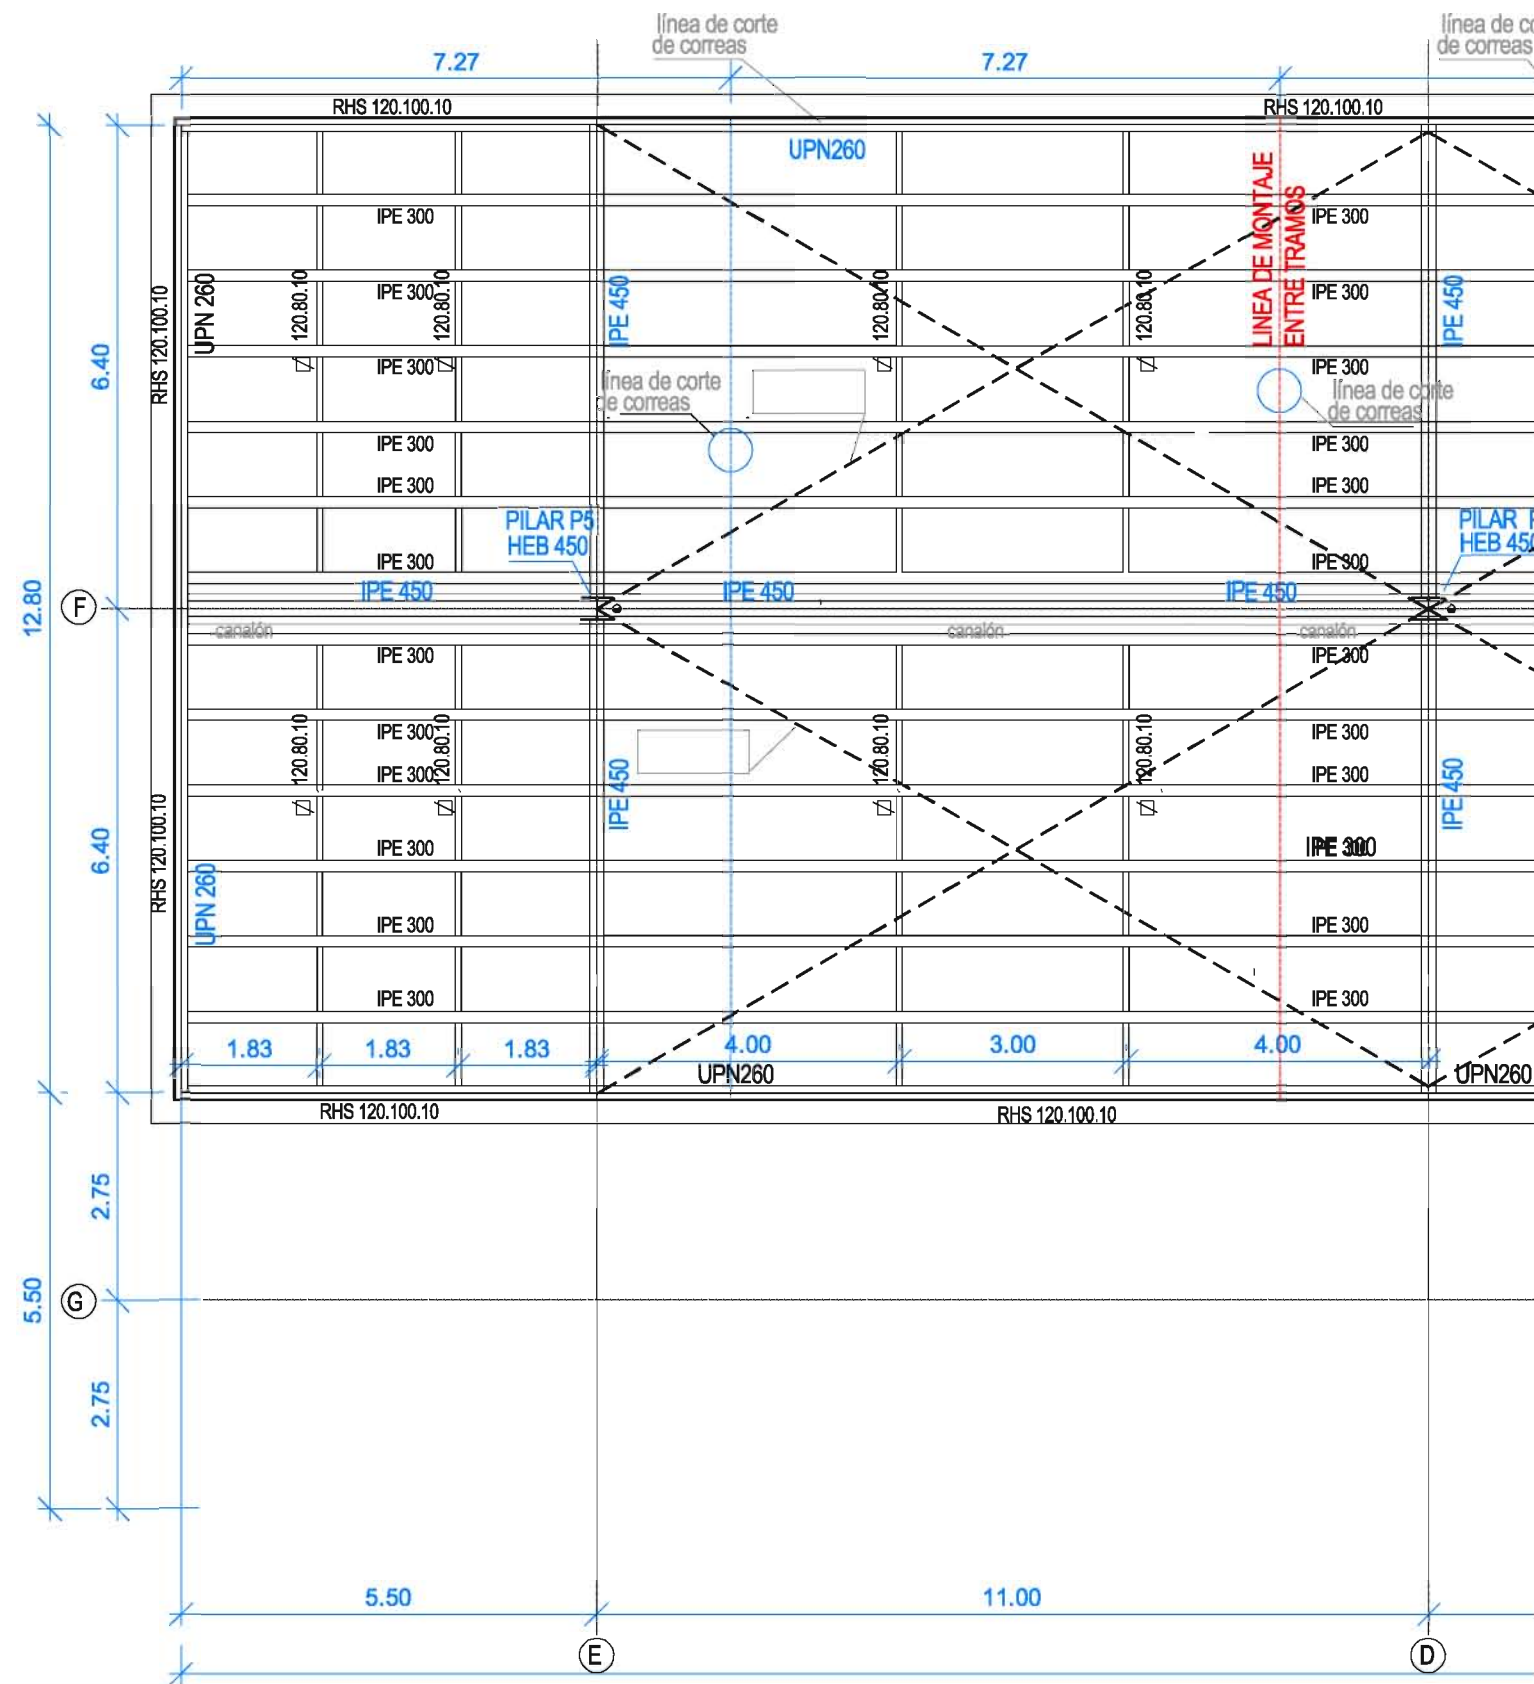 línea de corte
de correas
línea de
de correas
7.27
7.27
RHS 120.100.10
RHS 120.100.10
UPN260
IPE 300
LINEA DE MONTAJE
ENTRE TRAMOS
IPE 300
RHS 120.100.10
UPN 260
120.80.10
IPE 300
120.80.10
IPE 450
120.80.10
120.80.10
IPE 300
IPE 450
6.40
IPE 300
IPE 300
línea de corte
de correas
línea de corte
de correas
IPE 300
IPE 300
IPE 300
IPE 300
PILAR P5
HEB 450
PILAR
HEB 450
IPE 300
IPE 300
12.80
F
IPE 450
IPE 450
IPE 450
canalón
canalón
canalón
IPE 300
IPE 300
120.80.10
IPE 300
120.80.10
120.80.10
120.80.10
IPE 300
IPE 300
IPE 300
IPE 450
IPE 450
6.40
RHS 120.100.10
IPE 300
IPE 300
UPN 260
IPE 300
IPE 300
IPE 300
IPE 300
1.83
1.83
1.83
4.00
3.00
4.00
UPN260
UPN260
RHS 120.100.10
RHS 120.100.10
2.75
5.50
G
2.75
5.50
11.00
E
D